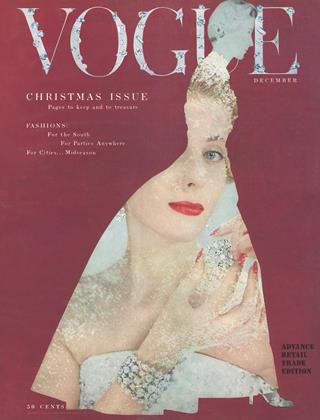 VOGUE
DECEMBER
CHRISTMAS ISSUE
Pages to keep and to treasure
FASHIONS:
For the South
For Parties Anywhere
For Cities... Midseason
ADVANCE
RETAIL
TRADE
EDITION
50 CENTS